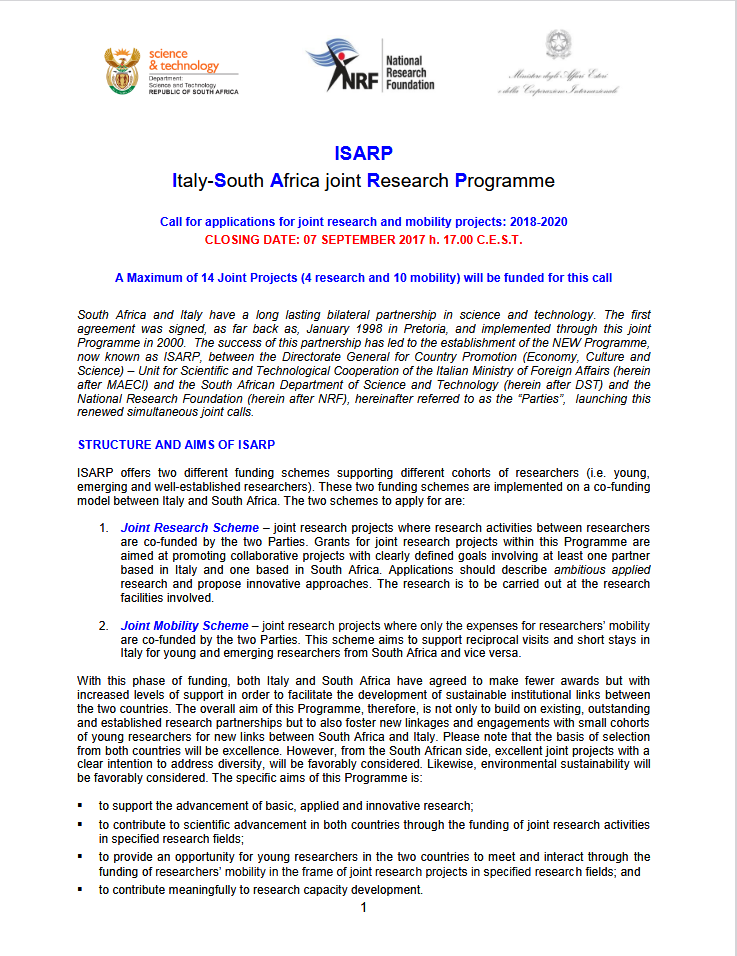 science
& technology
Department:
Science and Technology
REPUBLIC OF SOUTH AFRICA
NRF
National
Research
Foundation
Ministero degli Affari Esteri
e della Cooperazione Internazionale
ISARP
Italy-South Africa joint Research Programme
Call for applications for joint research and mobility projects: 2018-2020
CLOSING DATE: 07 SEPTEMBER 2017 h. 17.00 C.E.S.T.
A Maximum of 14 Joint Projects (4 research and 10 mobility) will be funded for this call
South Africa and Italy have a long lasting bilateral partnership in science and technology. The first
agreement was signed, as far back as, January 1998 in Pretoria, and implemented through this joint
Programme in 2000. The success of this partnership has led to the establishment of the NEW Programme,
now known as ISARP, between the Directorate General for Country Promotion (Economy, Culture and
Science) – Unit for Scientific and Technological Cooperation of the Italian Ministry of Foreign Affairs (herein
after MAECI) and the South African Department of Science and Technology (herein after DST) and the
National Research Foundation (herein after NRF), hereinafter referred to as the “Parties”, launching this
renewed simultaneous joint calls.
STRUCTURE AND AIMS OF ISARP
ISARP offers two different funding schemes supporting different cohorts of researchers (i.e. young,
emerging and well-established researchers). These two funding schemes are implemented on a co-funding
model between Italy and South Africa. The two schemes to apply for are:
1. Joint Research Scheme – joint research projects where research activities between researchers
are co-funded by the two Parties. Grants for joint research projects within this Programme are
aimed at promoting collaborative projects with clearly defined goals involving at least one partner
based in Italy and one based in South Africa. Applications should describe ambitious applied
research and propose innovative approaches. The research is to be carried out at the research
facilities involved.
2. Joint Mobility Scheme – joint research projects where only the expenses for researchers’ mobility
are co-funded by the two Parties. This scheme aims to support reciprocal visits and short stays in
Italy for young and emerging researchers from South Africa and vice versa.
With this phase of funding, both Italy and South Africa have agreed to make fewer awards but with
increased levels of support in order to facilitate the development of sustainable institutional links between
the two countries. The overall aim of this Programme, therefore, is not only to build on existing, outstanding
and established research partnerships but to also foster new linkages and engagements with small cohorts
of young researchers for new links between South Africa and Italy. Please note that the basis of selection
from both countries will be excellence. However, from the South African side, excellent joint projects with a
clear intention to address diversity, will be favorably considered. Likewise, environmental sustainability will
be favorably considered. The specific aims of this Programme is:
▪ to support the advancement of basic, applied and innovative research;
▪ to contribute to scientific advancement in both countries through the funding of joint research activities
in specified research fields;
▪ to provide an opportunity for young researchers in the two countries to meet and interact through the
funding of researchers’ mobility in the frame of joint research projects in specified research fields; and
▪ to contribute meaningfully to research capacity development.
1